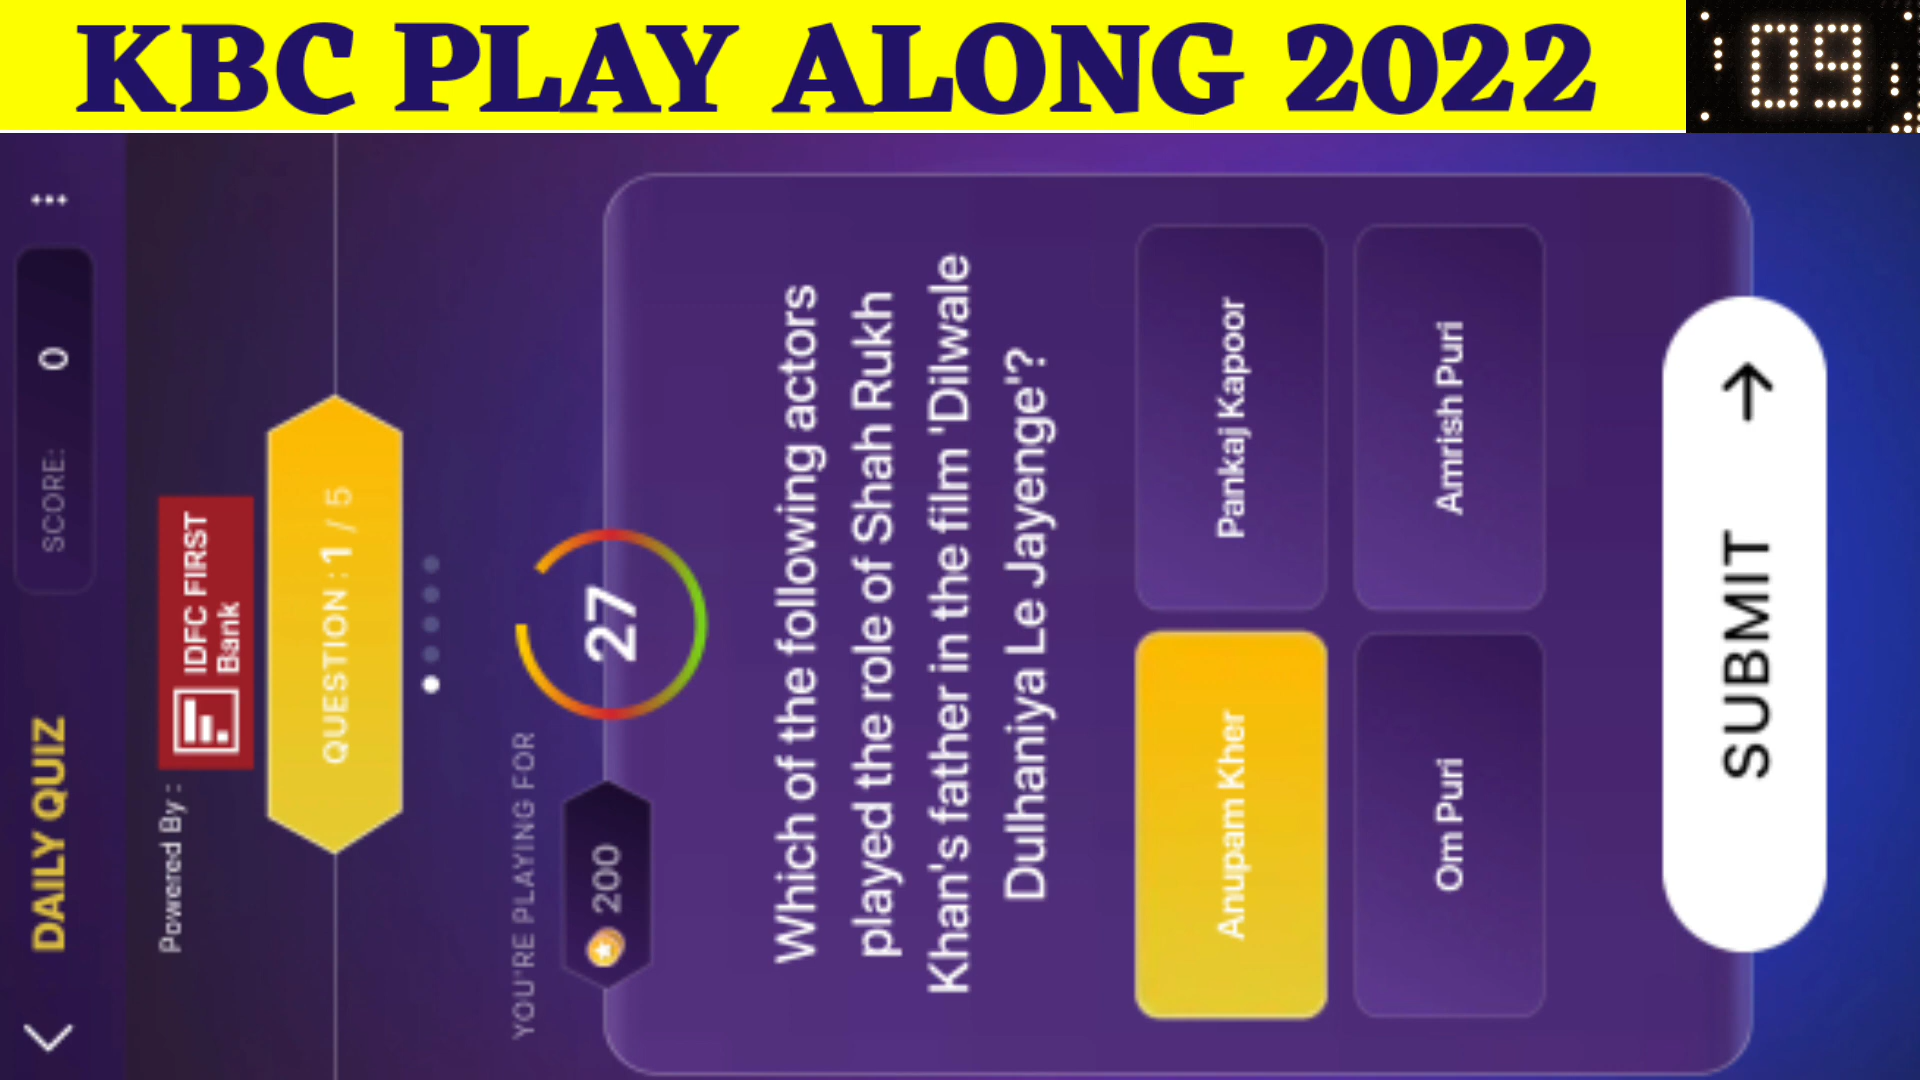 KBC PLAY ALONG 2022
09
DAILY QUIZ
SCORE: 0
Powered By :
IDFC FIRST
Bank
QUESTION : 1 / 5
YOU'RE PLAYING FOR
200
27
Which of the following actors
played the role of Shah Rukh
Khan's father in the film 'Dilwale
Dulhaniya Le Jayenge'?
Anupam Kher
Pankaj Kapoor
Om Puri
Amrish Puri
SUBMIT →